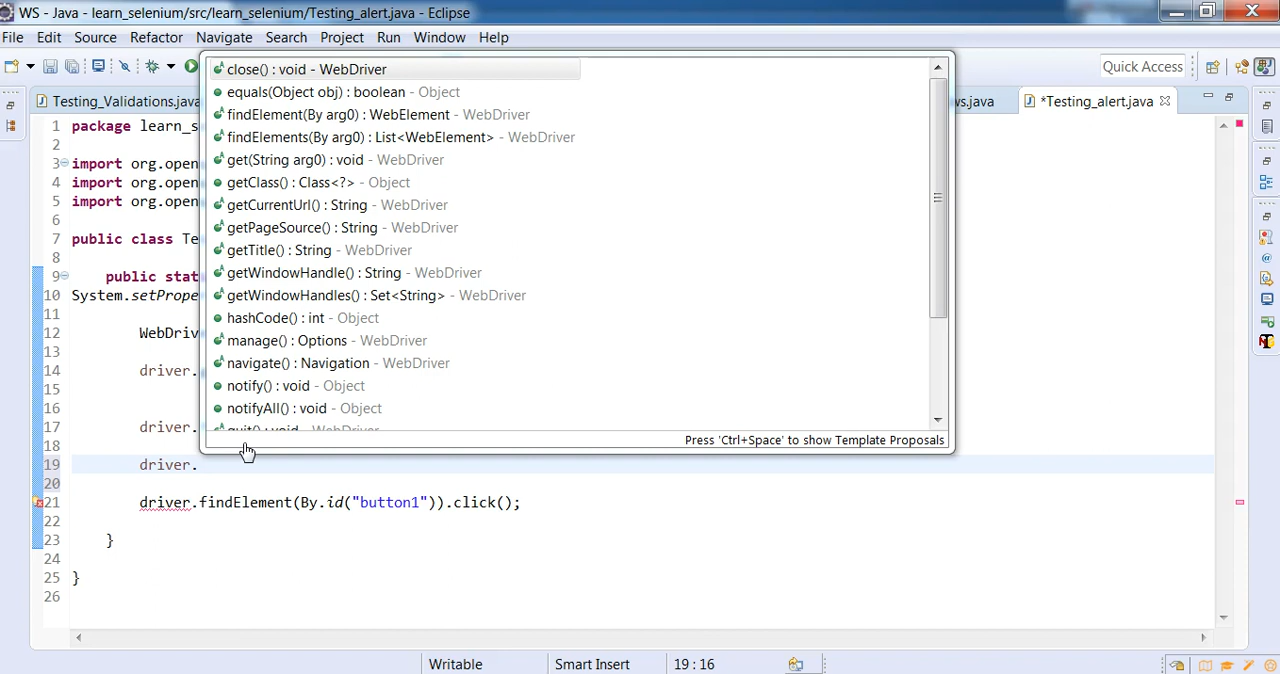 WS - Java - learn_selenium/src/learn_selenium/Testing_alert.java - Eclipse
File Edit Source Refactor Navigate Search Project Run Window Help
Quick Access
Testing_Validations.java
ws.java
*Testing_alert.java
1 package learn_s
2
3 import org.open
4 import org.open
5 import org.open
6
7 public class Te
8
9 public stat
10 System.setPrope
11
12 WebDriv
13
14 driver.
15
16
17 driver.
18
19 driver.
20
21 driver.findElement(By.id("button1")).click();
22
23 }
24
25 }
26
close() : void - WebDriver
equals(Object obj) : boolean - Object
findElement(By arg0) : WebElement - WebDriver
findElements(By arg0) : List<WebElement> - WebDriver
get(String arg0) : void - WebDriver
getClass() : Class<?> - Object
getCurrentUrl() : String - WebDriver
getPageSource() : String - WebDriver
getTitle() : String - WebDriver
getWindowHandle() : String - WebDriver
getWindowHandles() : Set<String> - WebDriver
hashCode() : int - Object
manage() : Options - WebDriver
navigate() : Navigation - WebDriver
notify() : void - Object
notifyAll() : void - Object
quit() : void - WebDriver
Press 'Ctrl+Space' to show Template Proposals
Writable Smart Insert 19 : 16